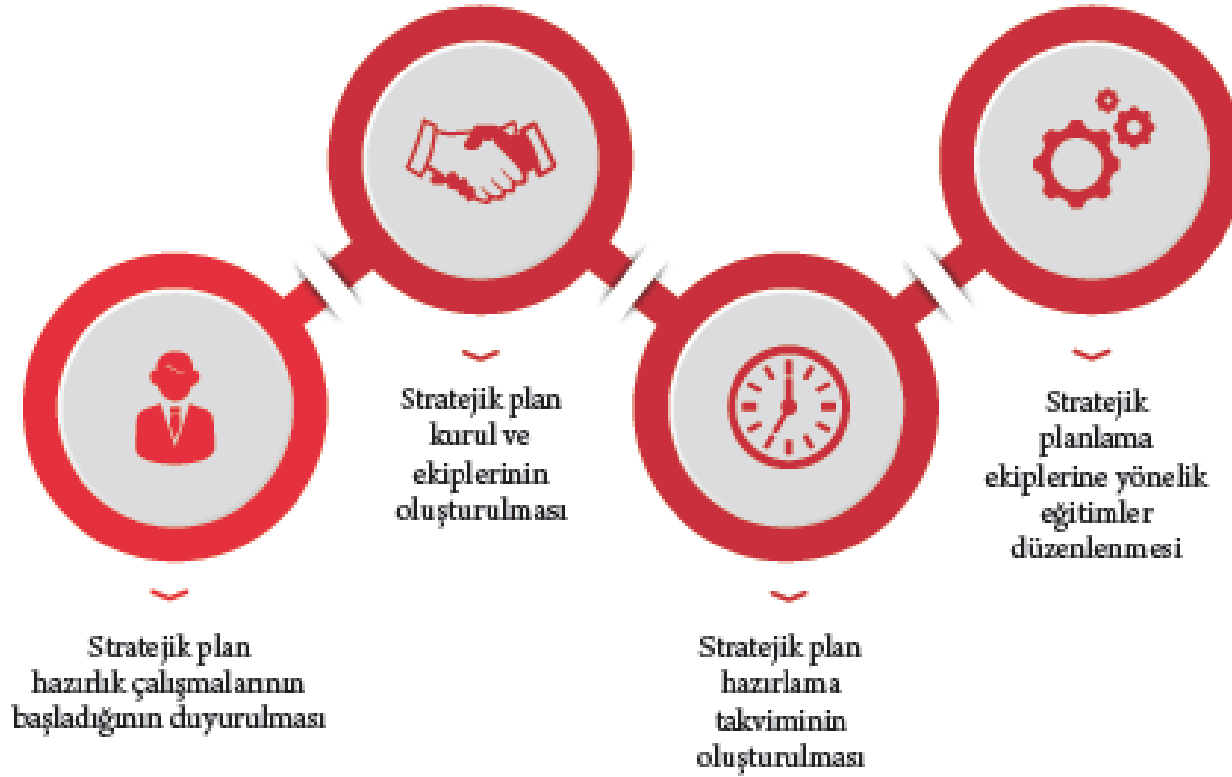 Stratejik plan
hazırlık çalışmalarının
başladığının duyurulması
Stratejik plan
kurul ve
ekiplerinin
oluşturulması
Stratejik plan
hazırlama
takviminin
oluşturulması
Stratejik
planlama
ekiplerine yönelik
eğitimler
düzenlenmesi